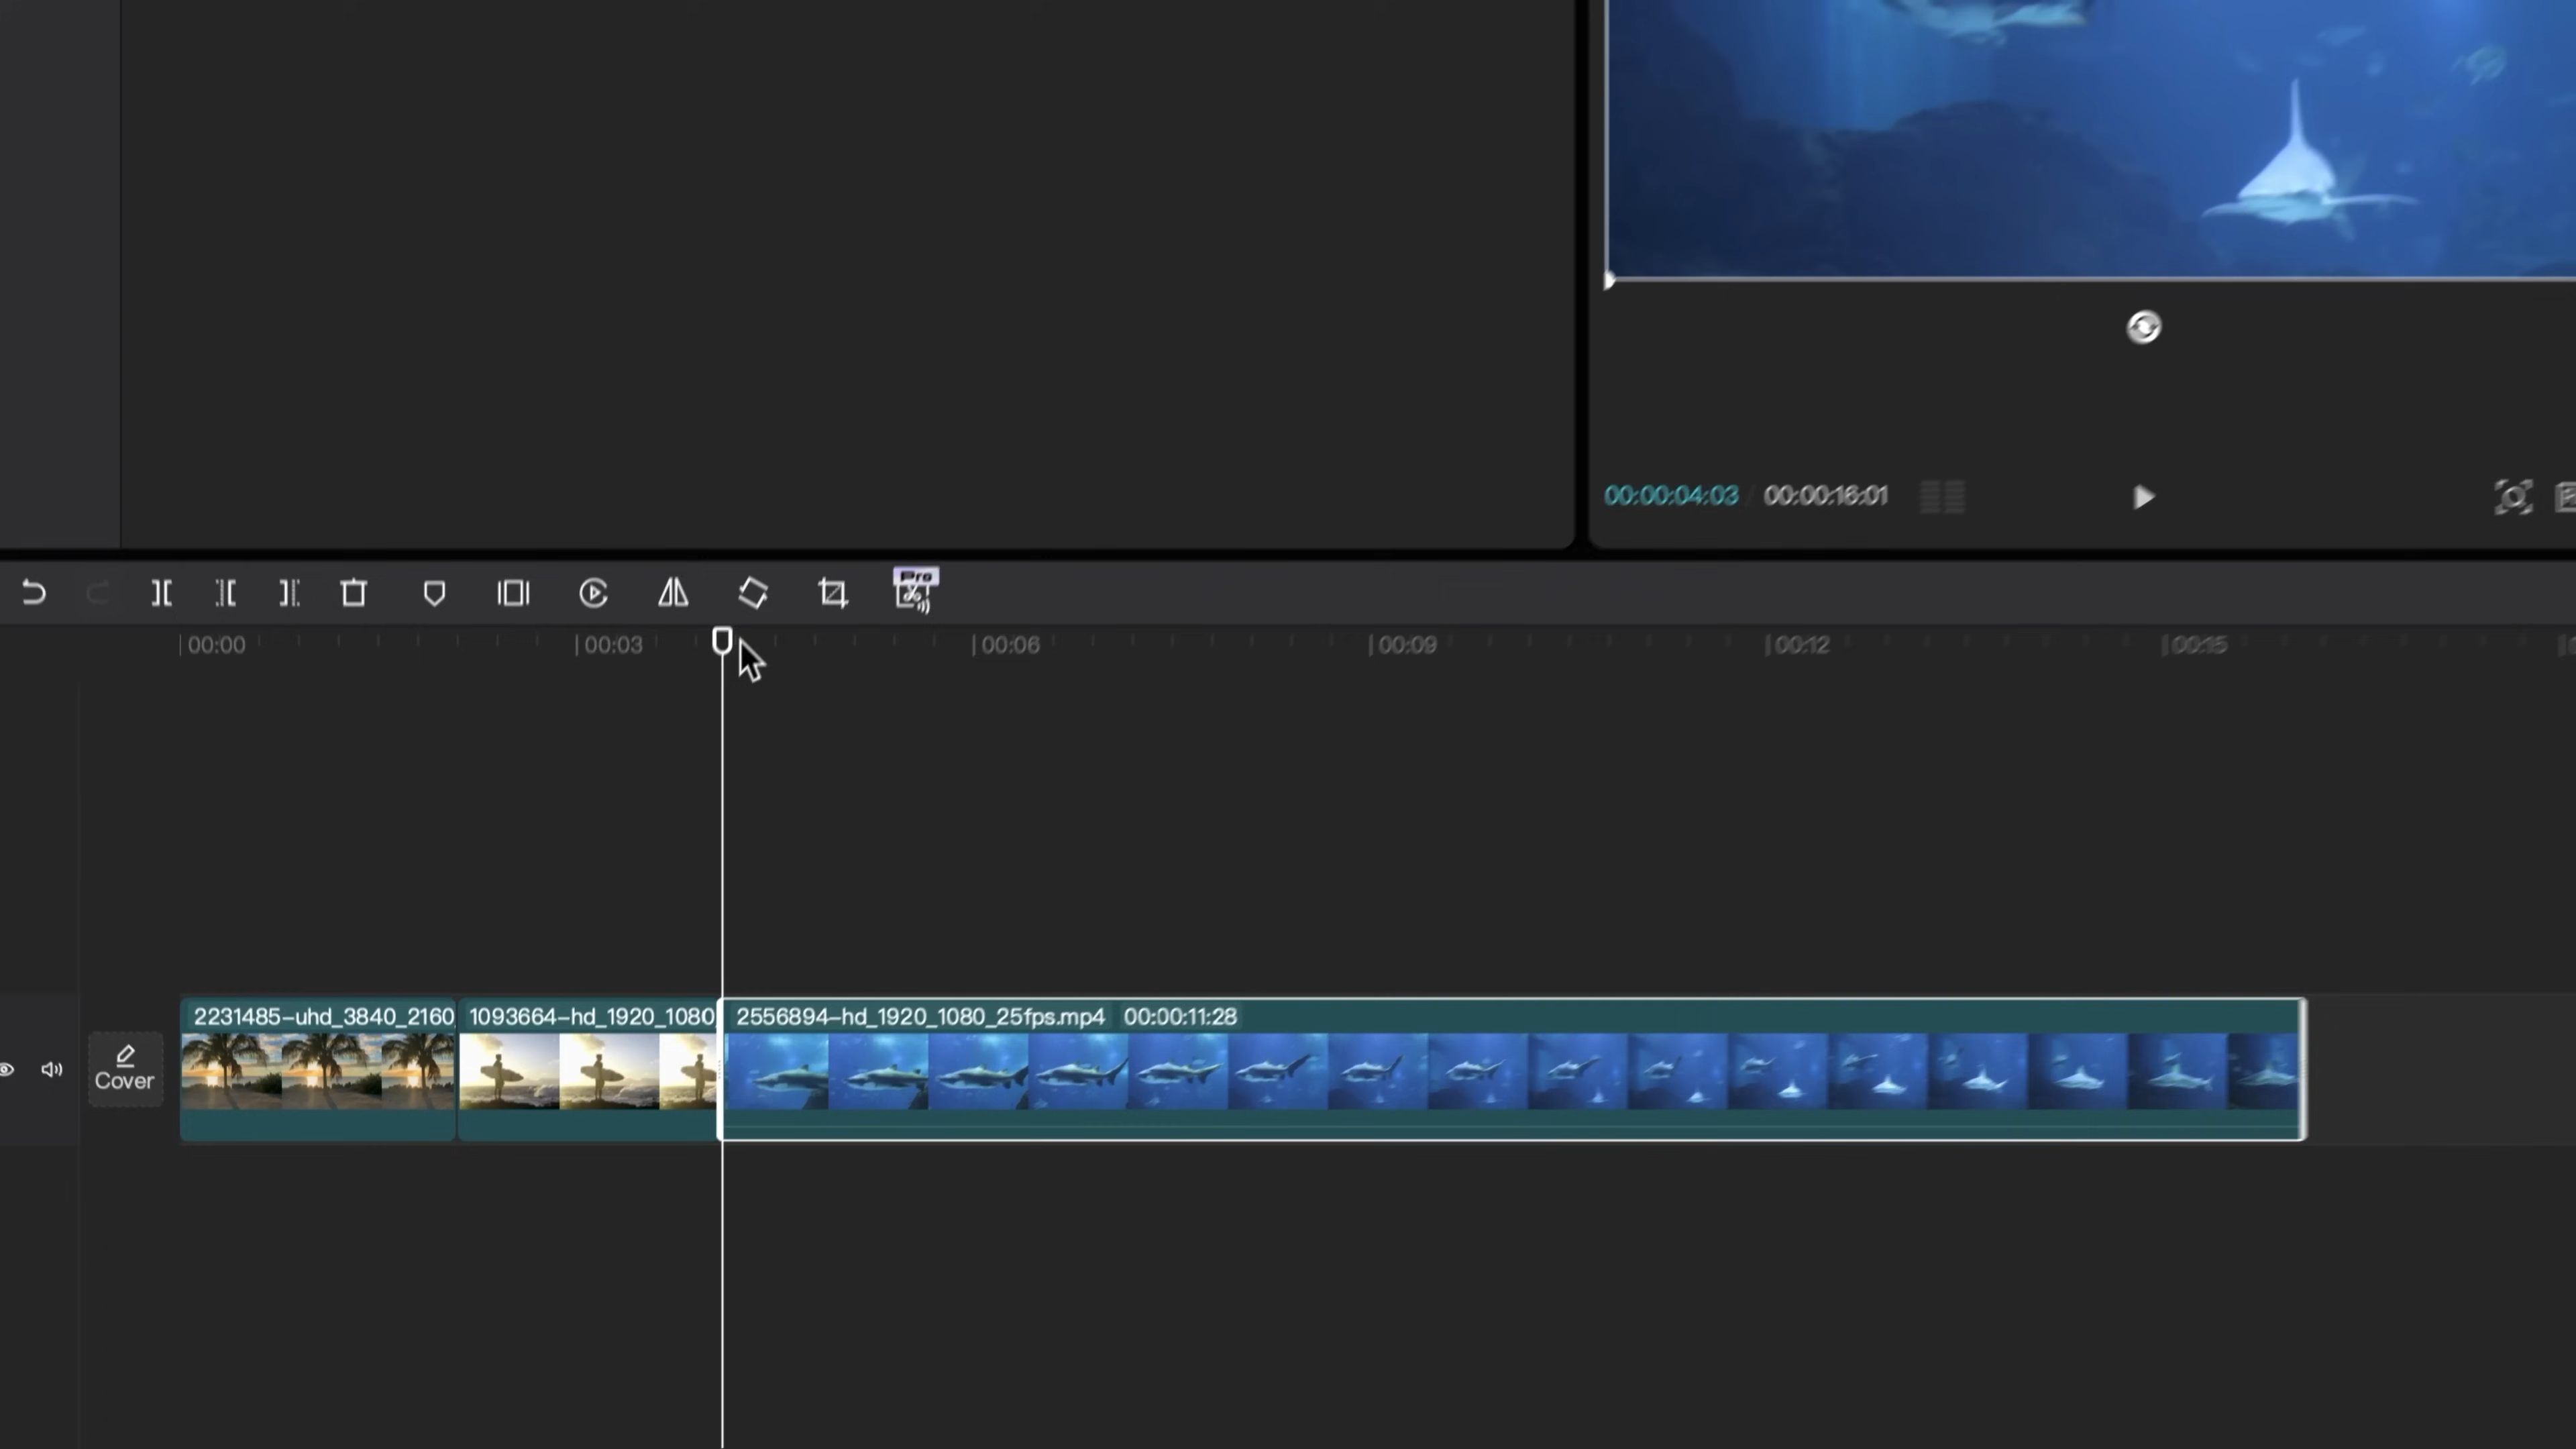 00:00:04:03 / 00:00:16:01
Pro
00:00 00:03 00:06 00:09 00:12 00:15
2231485-uhd_3840_2160 1093664-hd_1920_1080 2556894-hd_1920_1080_25fps.mp4 00:00:11:28
Cover